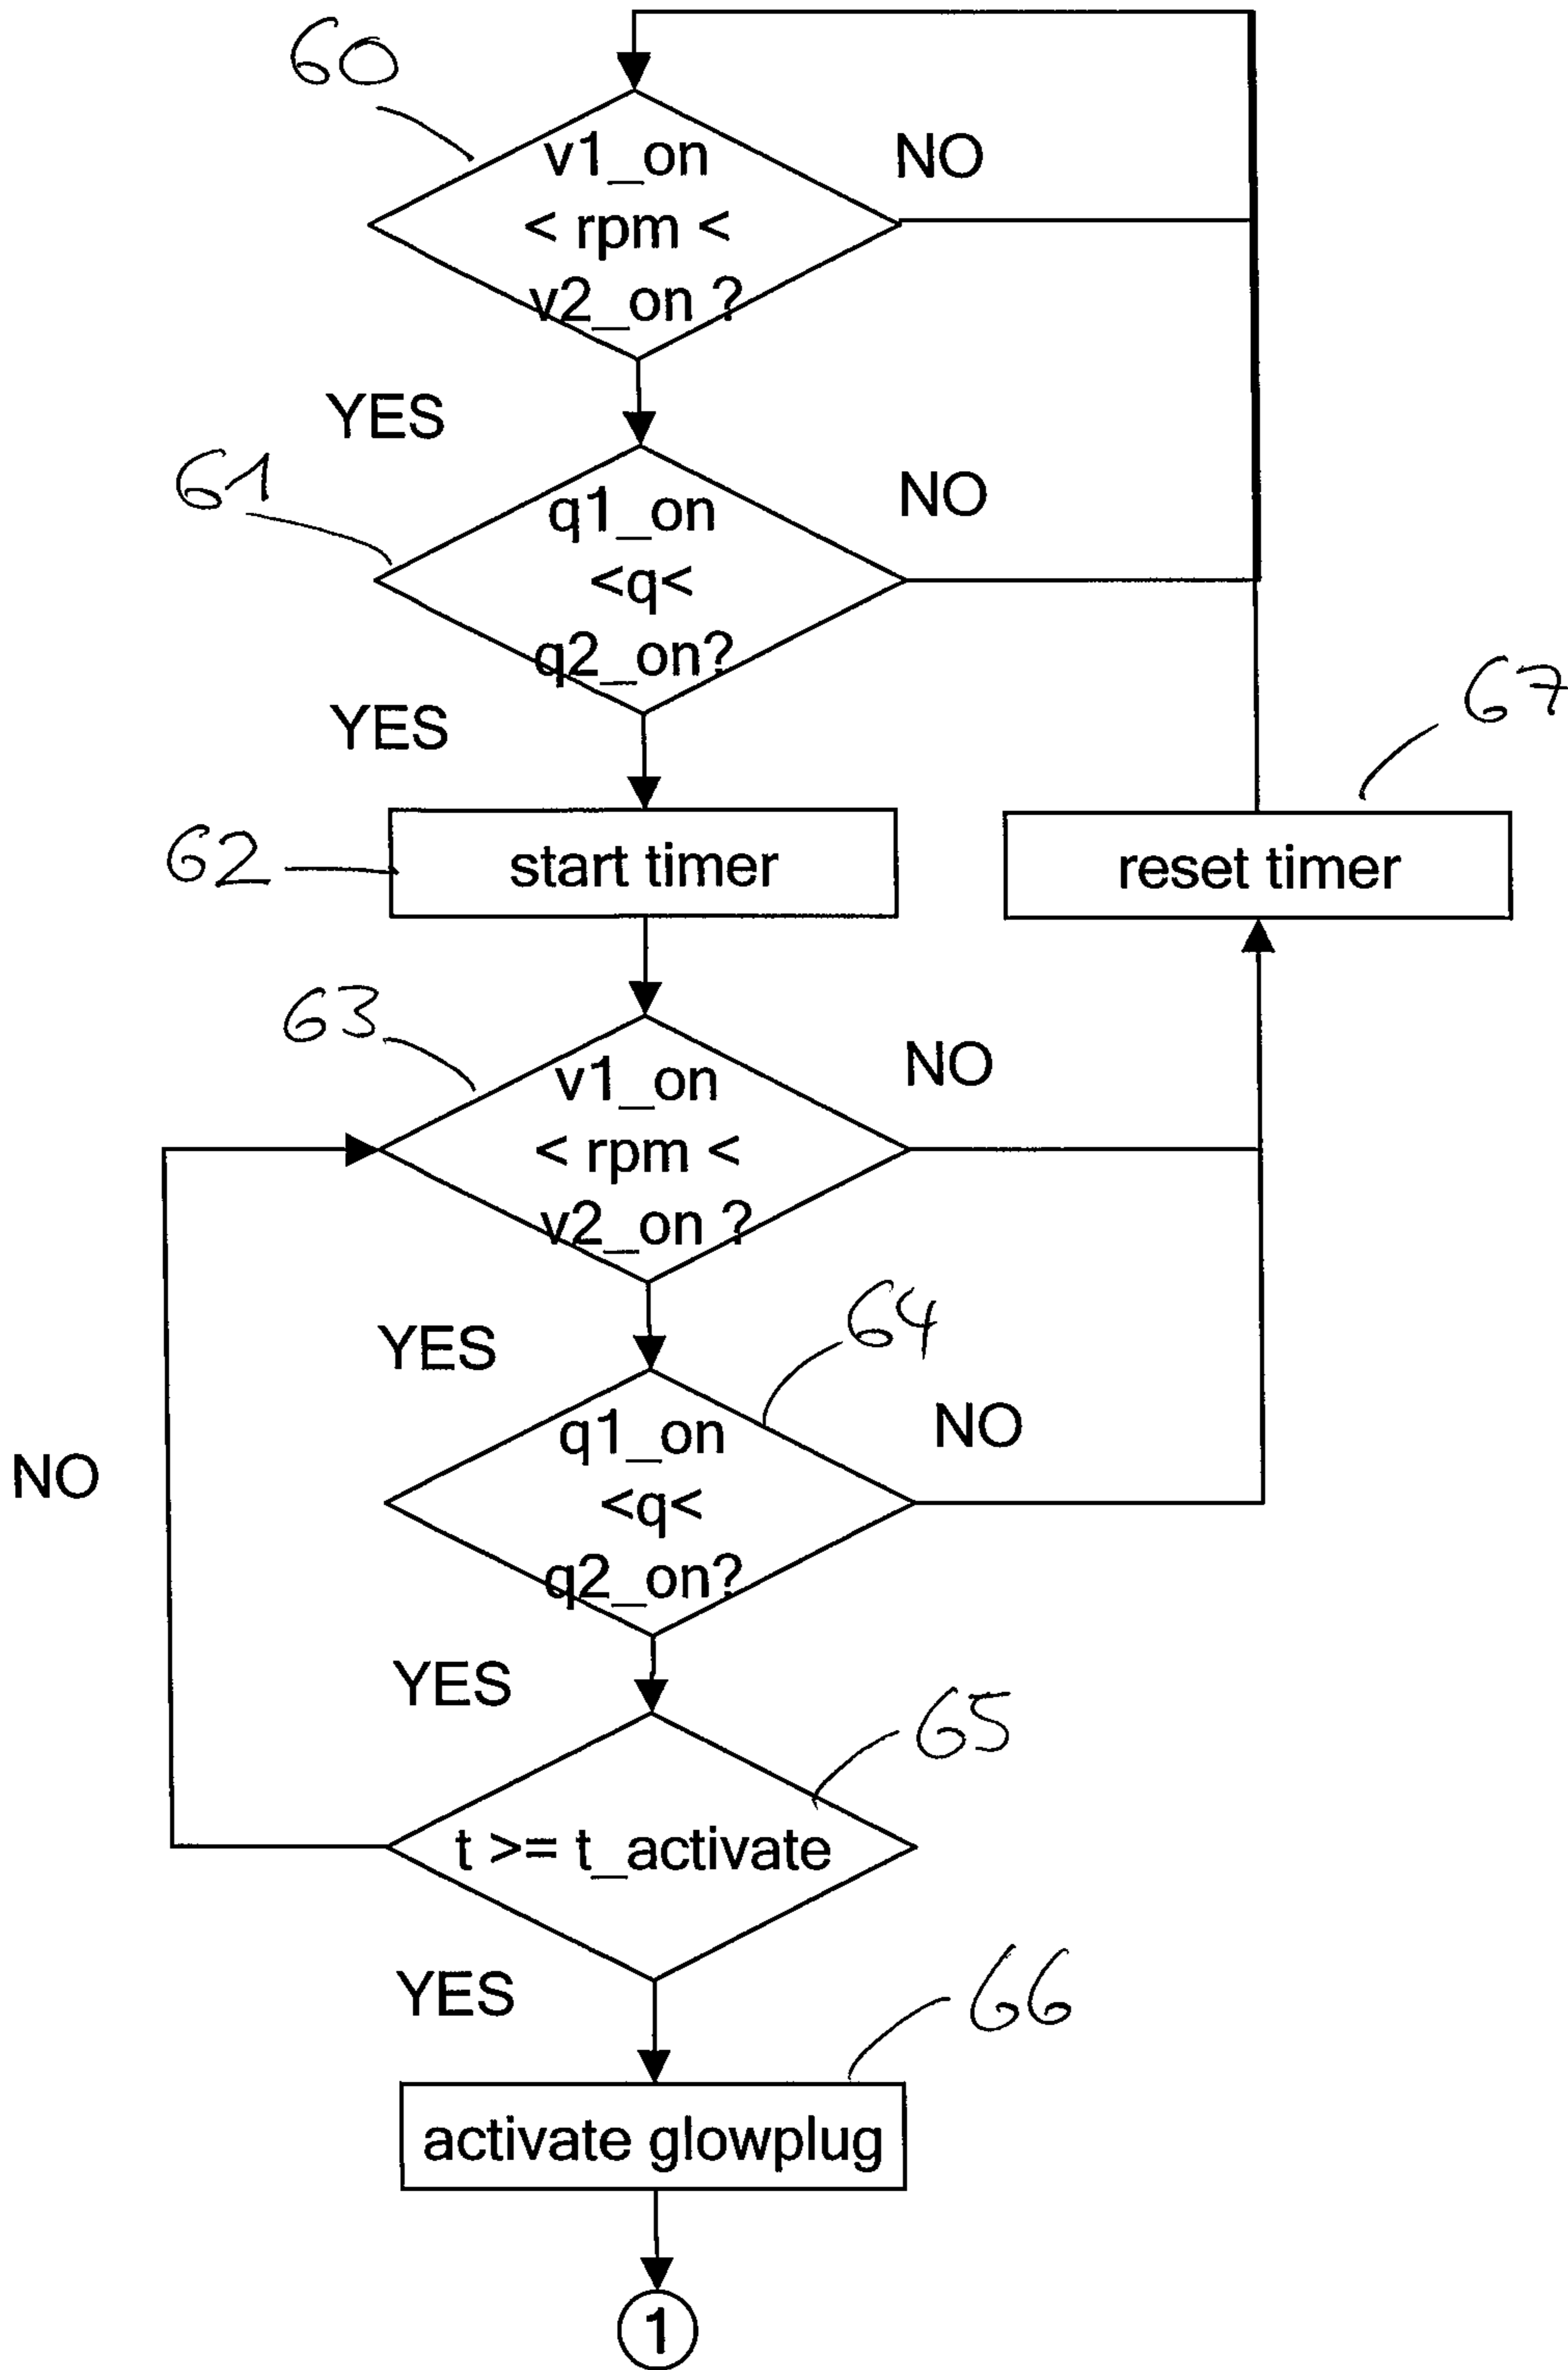 60
v1_on
< rpm <
v2_on ?
NO
YES
61
q1_on
<q<
q2_on?
NO
YES
62
start timer
67
reset timer
63
v1_on
< rpm <
v2_on ?
NO
YES
64
q1_on
<q<
q2_on?
NO
NO
YES
65
t >= t_activate
YES
66
activate glowplug
1